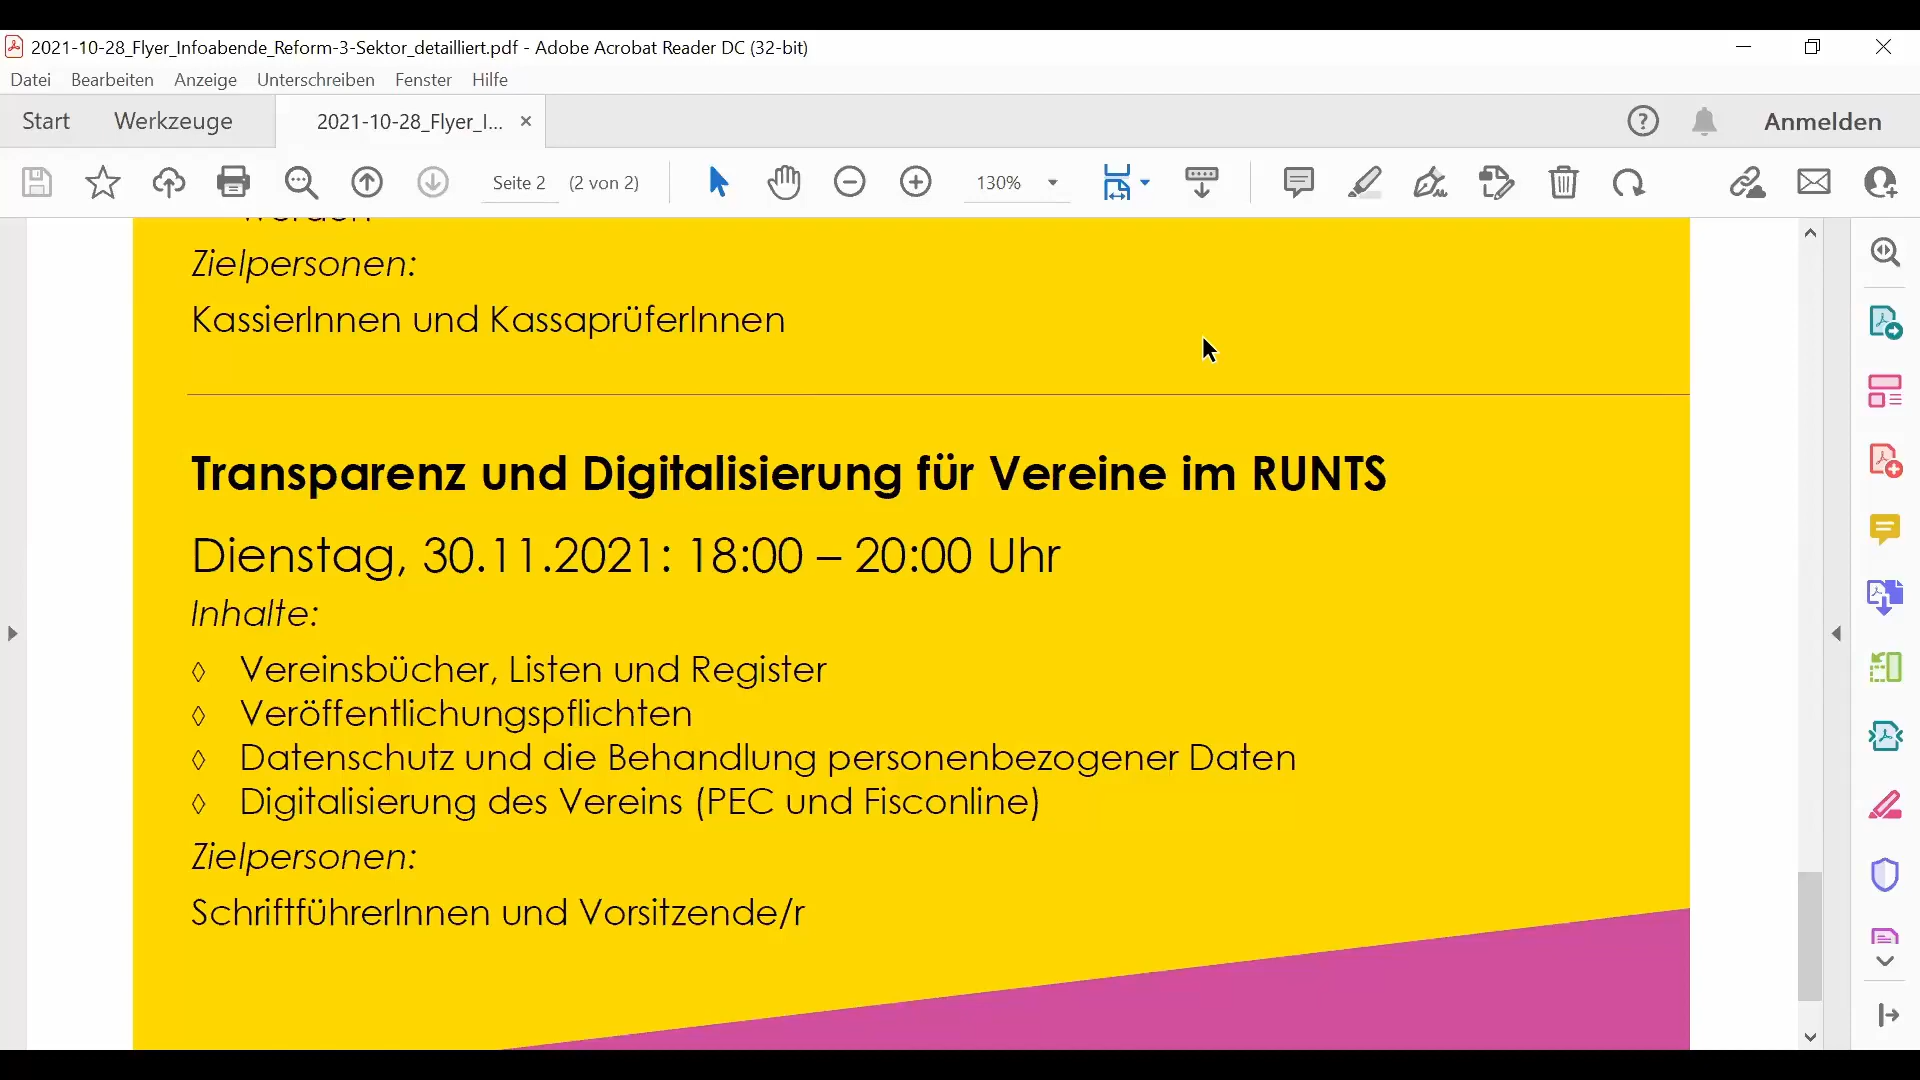 2021-10-28_Flyer_Infoabende_Reform-3-Sektor_detailliert.pdf - Adobe Acrobat Reader DC (32-bit)
Datei Bearbeiten Anzeige Unterschreiben Fenster Hilfe
Start Werkzeuge 2021-10-28_Flyer_I... Anmelden
Seite 2 (2 von 2) 130%
werden
Zielpersonen:
KassierInnen und KassaprüferInnen
Transparenz und Digitalisierung für Vereine im RUNTS
Dienstag, 30.11.2021: 18:00 – 20:00 Uhr
Inhalte:
◊ Vereinsbücher, Listen und Register
◊ Veröffentlichungspflichten
◊ Datenschutz und die Behandlung personenbezogener Daten
◊ Digitalisierung des Vereins (PEC und Fisconline)
Zielpersonen:
SchriftführerInnen und Vorsitzende/r